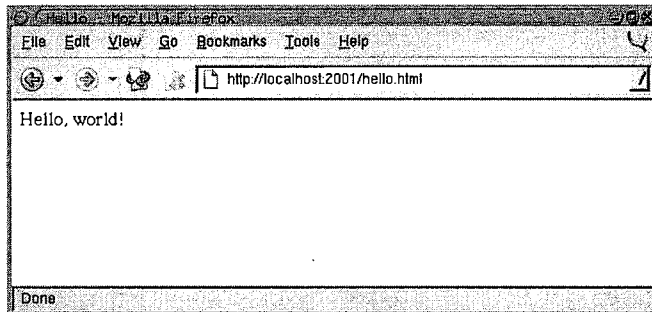 Hello - Mozilla Firefox
File Edit View Go Bookmarks Tools Help
http://localhost:2001/hello.html
Hello, world!
Done